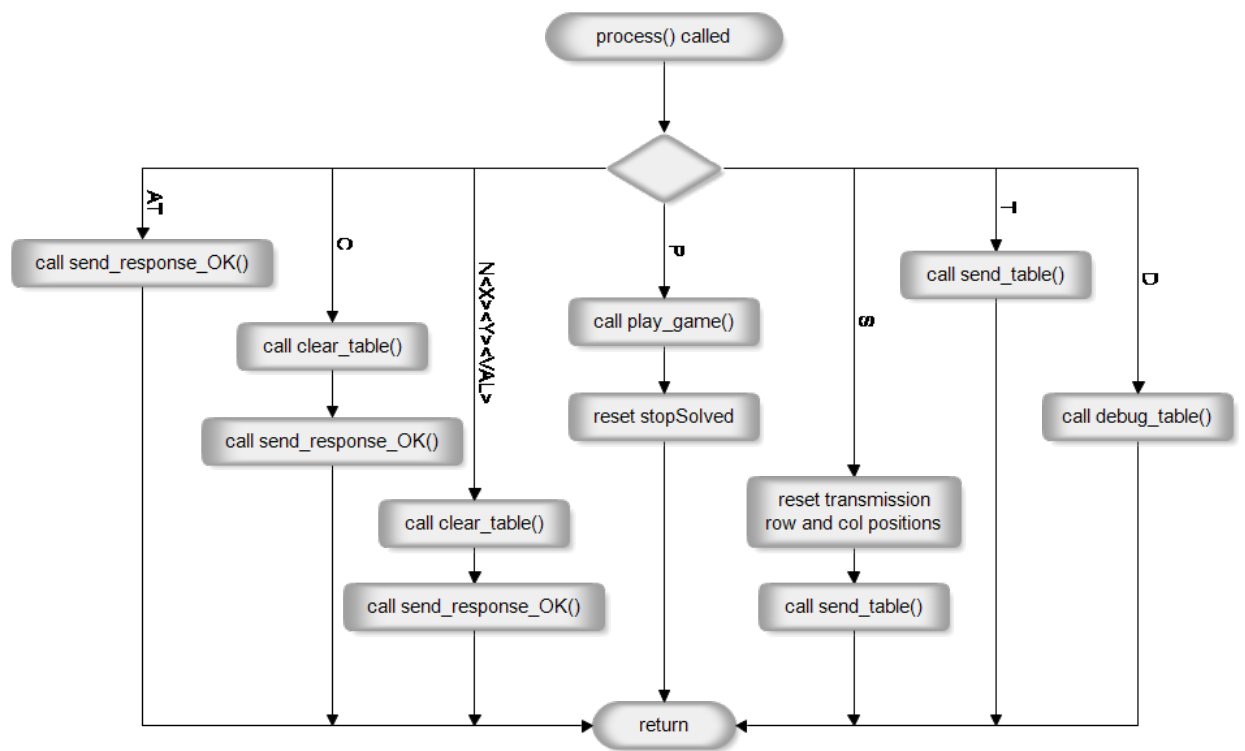 process() called
AT
call send_response_OK()
C
call clear_table()
call send_response_OK()
N<X><Y><VAL>
call clear_table()
call send_response_OK()
P
call play_game()
reset stopSolved
S
reset transmission
row and col positions
call send_table()
T
call send_table()
D
call debug_table()
return